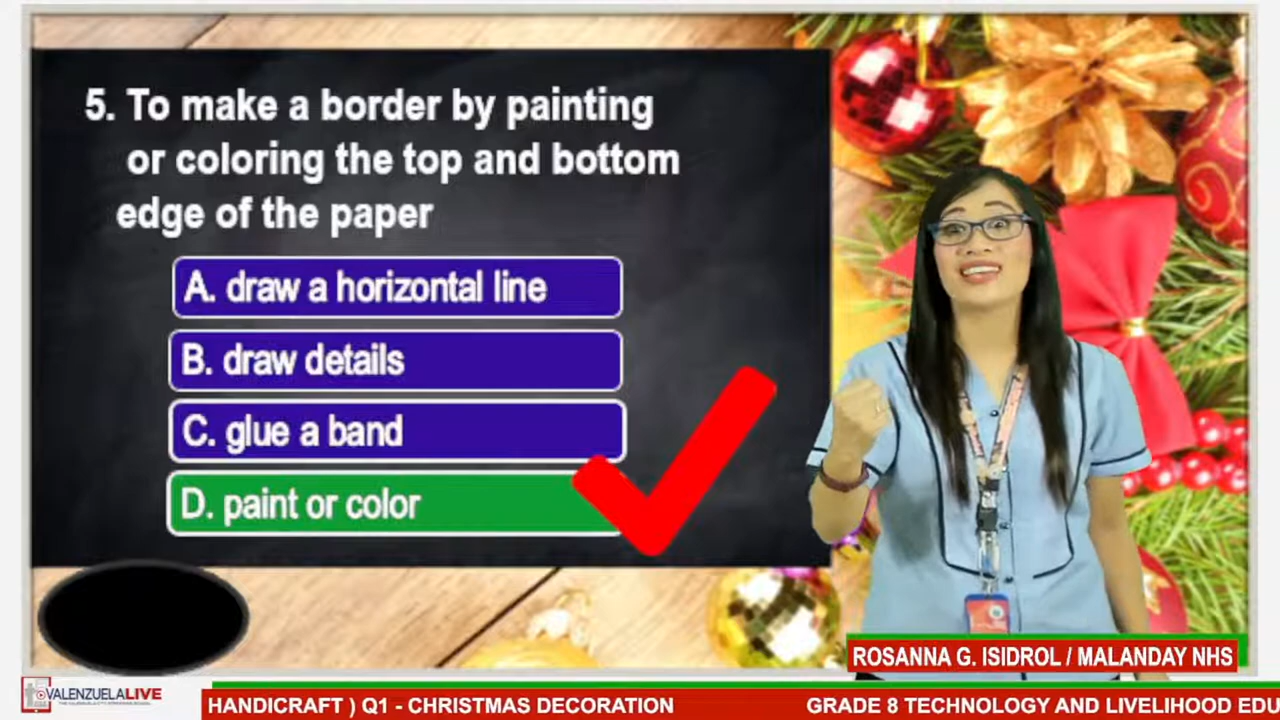 5. To make a border by painting
or coloring the top and bottom
edge of the paper
A. draw a horizontal line
B. draw details
C. glue a band
D. paint or color
ROSANNA G. ISIDROL / MALANDAY NHS
VALENZUELALIVE
HANDICRAFT ) Q1 - CHRISTMAS DECORATION GRADE 8 TECHNOLOGY AND LIVELIHOOD EDU